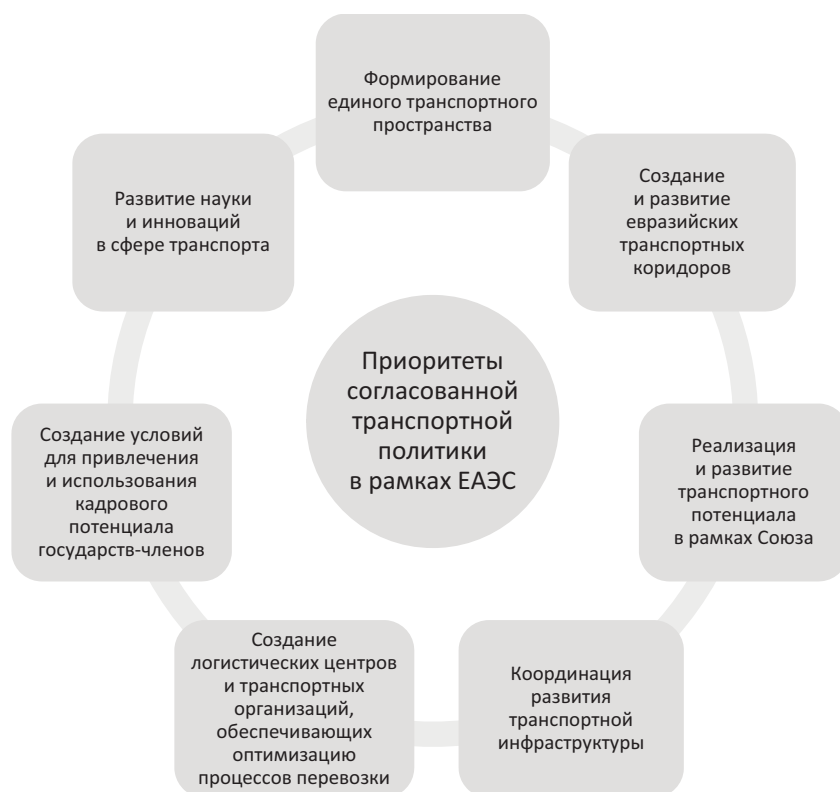 Формирование
единого транспортного
пространства
Создание
и развитие
евразийских
транспортных
коридоров
Реализация
и развитие
транспортного
потенциала
в рамках Союза
Координация
развития
транспортной
инфраструктуры
Создание
логистических центров
и транспортных
организаций,
обеспечивающих
оптимизацию
процессов перевозки
Создание условий
для привлечения
и использования
кадрового
потенциала
государств-членов
Развитие науки
и инноваций
в сфере транспорта
Приоритеты
согласованной
транспортной
политики
в рамках ЕАЭС